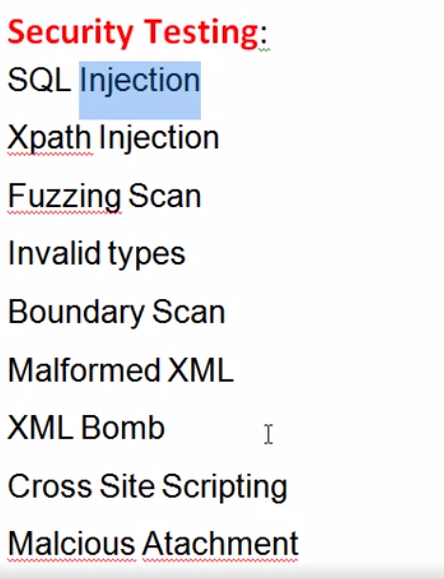 Security Testing:
SQL Injection
Xpath Injection
Fuzzing Scan
Invalid types
Boundary Scan
Malformed XML
XML Bomb
Cross Site Scripting
Malcious Atachment